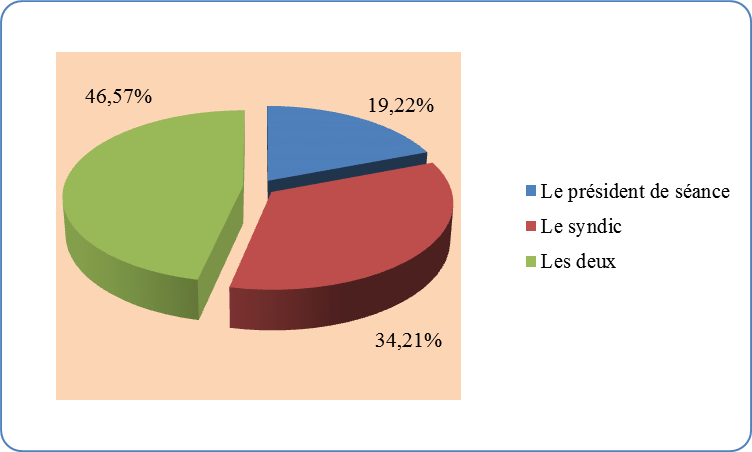 46,57%
19,22%
Le président de séance
Le syndic
Les deux
34,21%